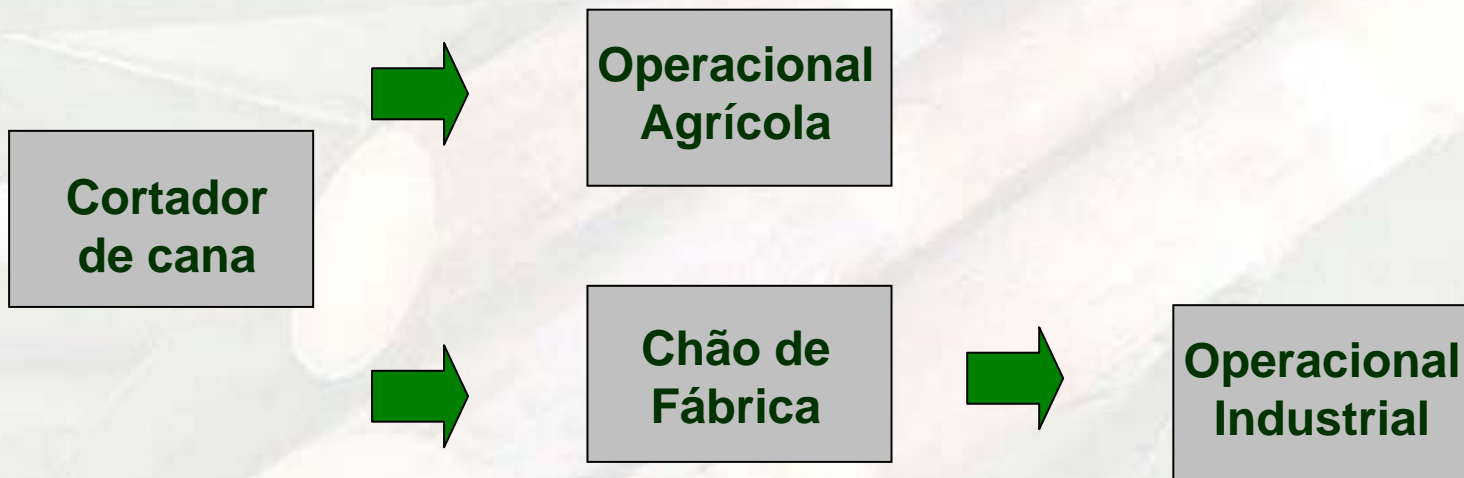 Cortador
de cana
Operacional
Agrícola
Chão de
Fábrica
Operacional
Industrial